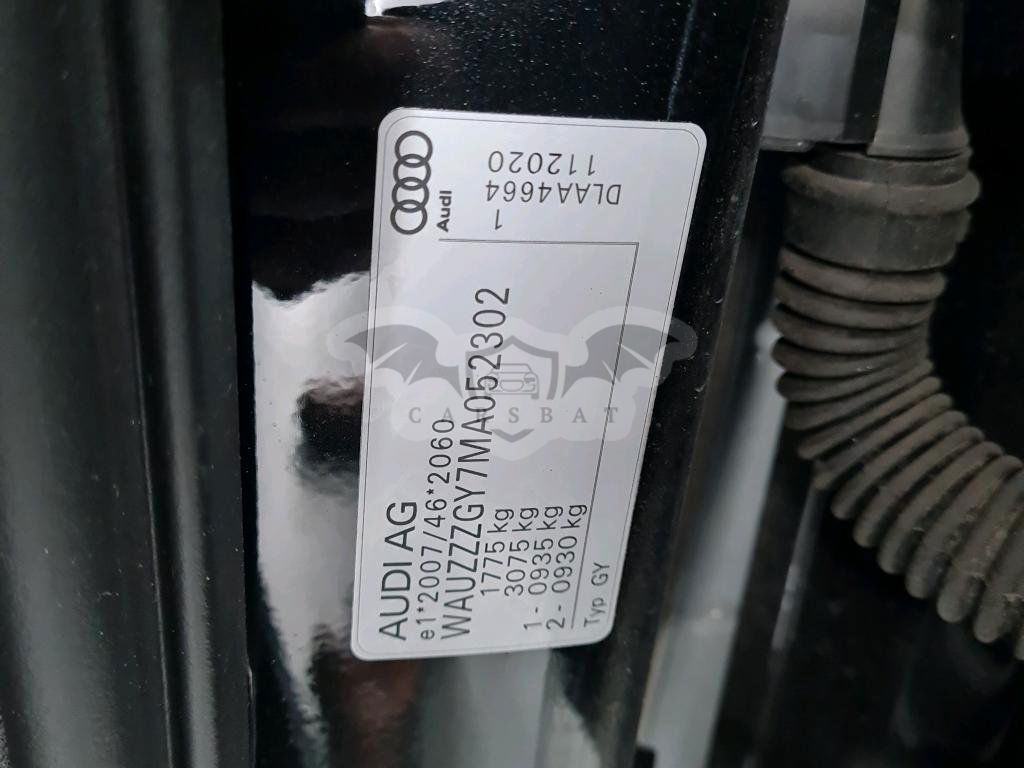 AUDI AG
e1*2007/46*2060
WAUZZZGY7MA052302
1775 kg
3075 kg
1 - 0935 kg
2 - 0930 kg
Typ GY
Audi
1
DLAA4664
112020
CARSBAT